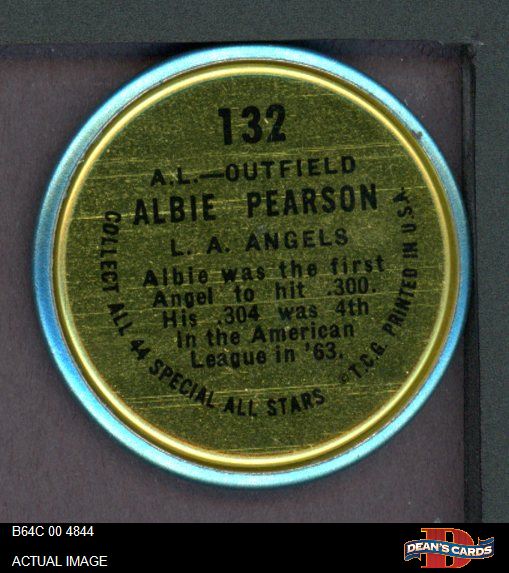 132
A.L.—OUTFIELD
ALBIE PEARSON
L. A. ANGELS
Albie was the first
Angel to hit .300.
His .304 was 4th
in the American
League in '63.
COLLECT ALL 44 SPECIAL ALL STARS
©T.C.G. PRINTED IN U.S.A.
B64C 00 4844
ACTUAL IMAGE
B
DEAN'S CARDS